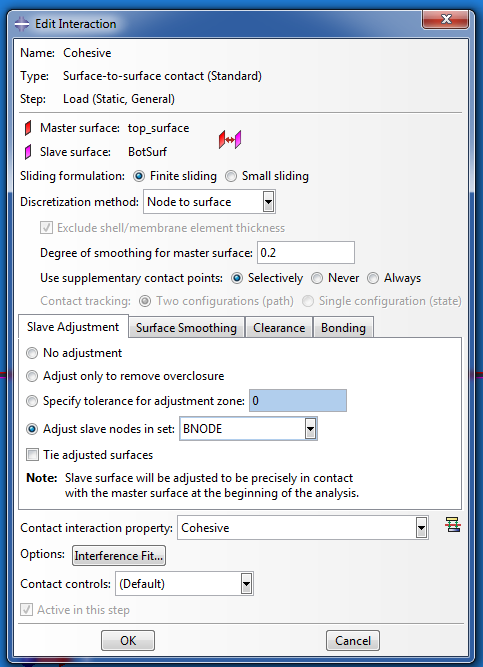 Edit Interaction
Name: Cohesive
Type: Surface-to-surface contact (Standard)
Step: Load (Static, General)
Master surface: top_surface
Slave surface: BotSurf
Sliding formulation: Finite sliding Small sliding
Discretization method: Node to surface
Exclude shell/membrane element thickness
Degree of smoothing for master surface: 0.2
Use supplementary contact points: Selectively Never Always
Contact tracking: Two configurations (path) Single configuration (state)
Slave Adjustment Surface Smoothing Clearance Bonding
No adjustment
Adjust only to remove overclosure
Specify tolerance for adjustment zone: 0
Adjust slave nodes in set: BNODE
Tie adjusted surfaces
Note: Slave surface will be adjusted to be precisely in contact
with the master surface at the beginning of the analysis.
Contact interaction property: Cohesive
Options: Interference Fit...
Contact controls: (Default)
Active in this step
OK Cancel